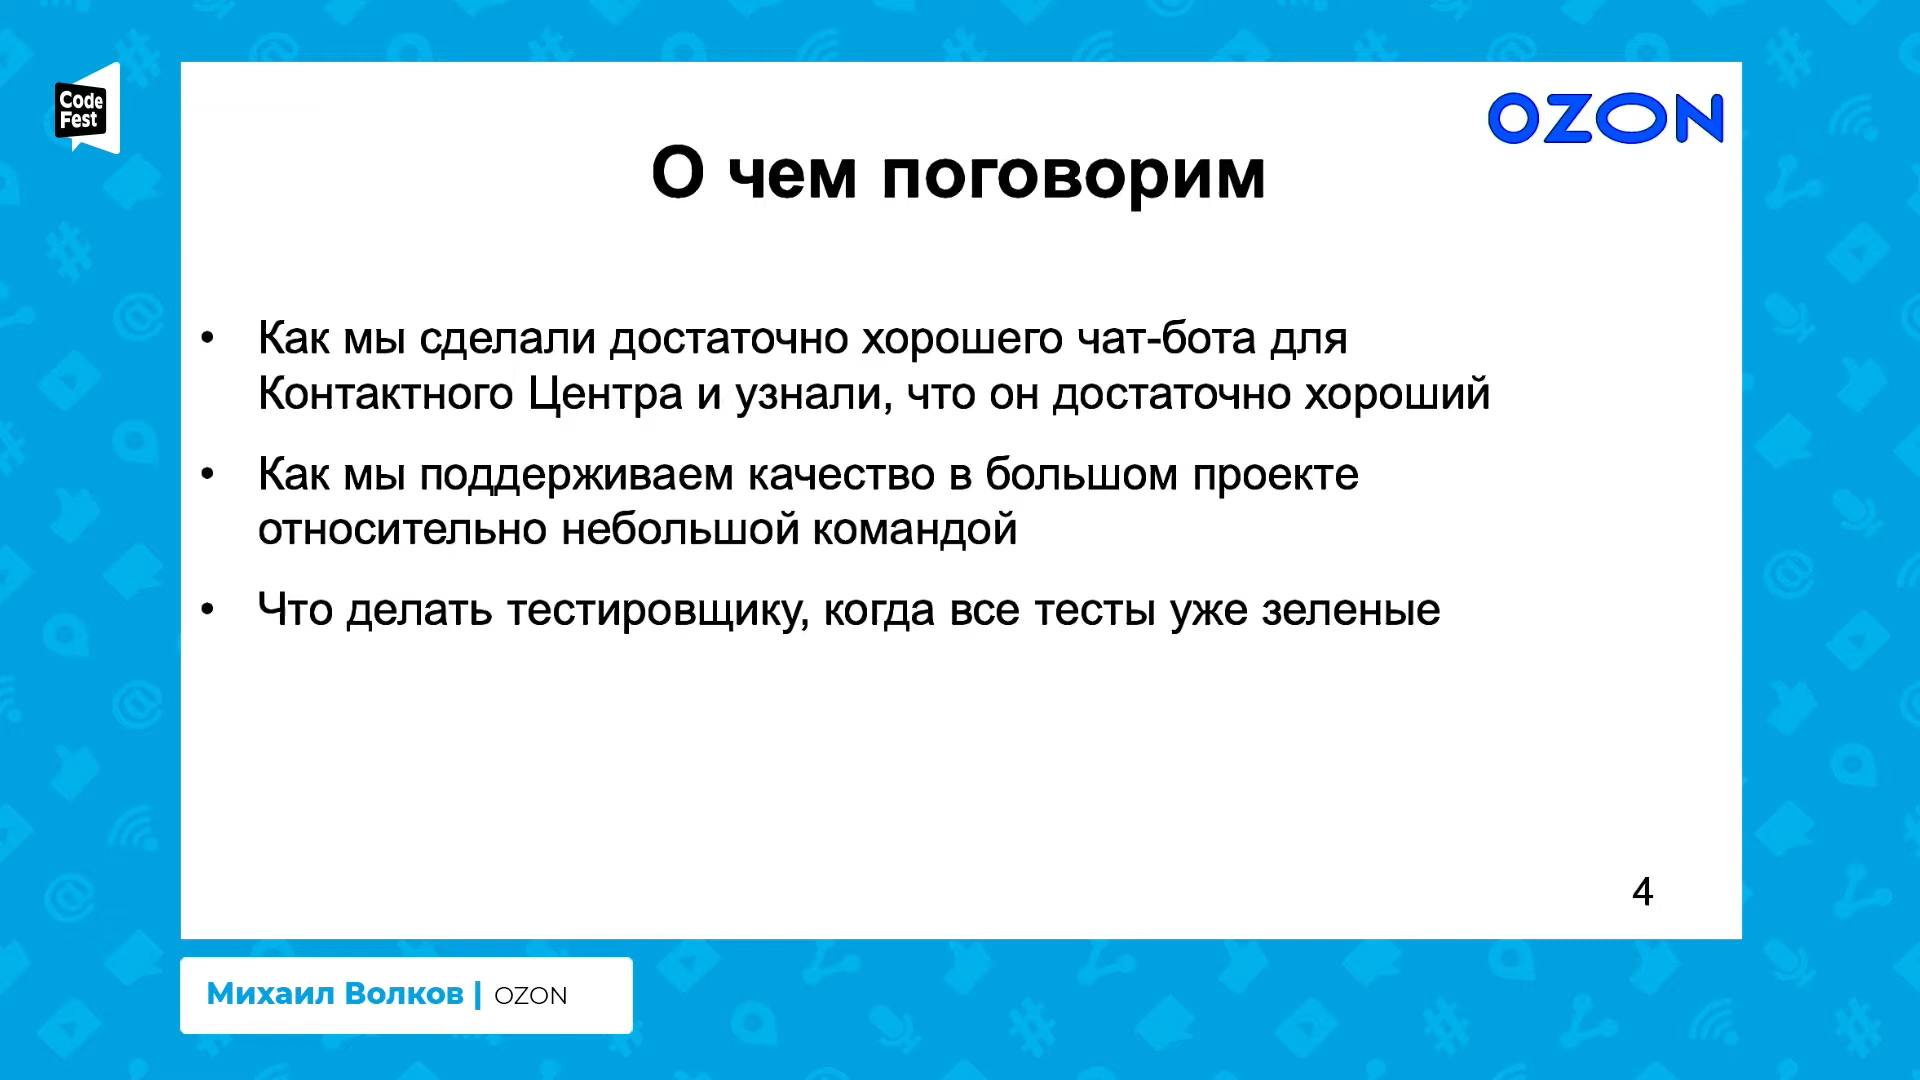 Code
Fest
OZON
О чем поговорим
• Как мы сделали достаточно хорошего чат-бота для
Контактного Центра и узнали, что он достаточно хороший
• Как мы поддерживаем качество в большом проекте
относительно небольшой командой
• Что делать тестировщику, когда все тесты уже зеленые
4
Михаил Волков | OZON